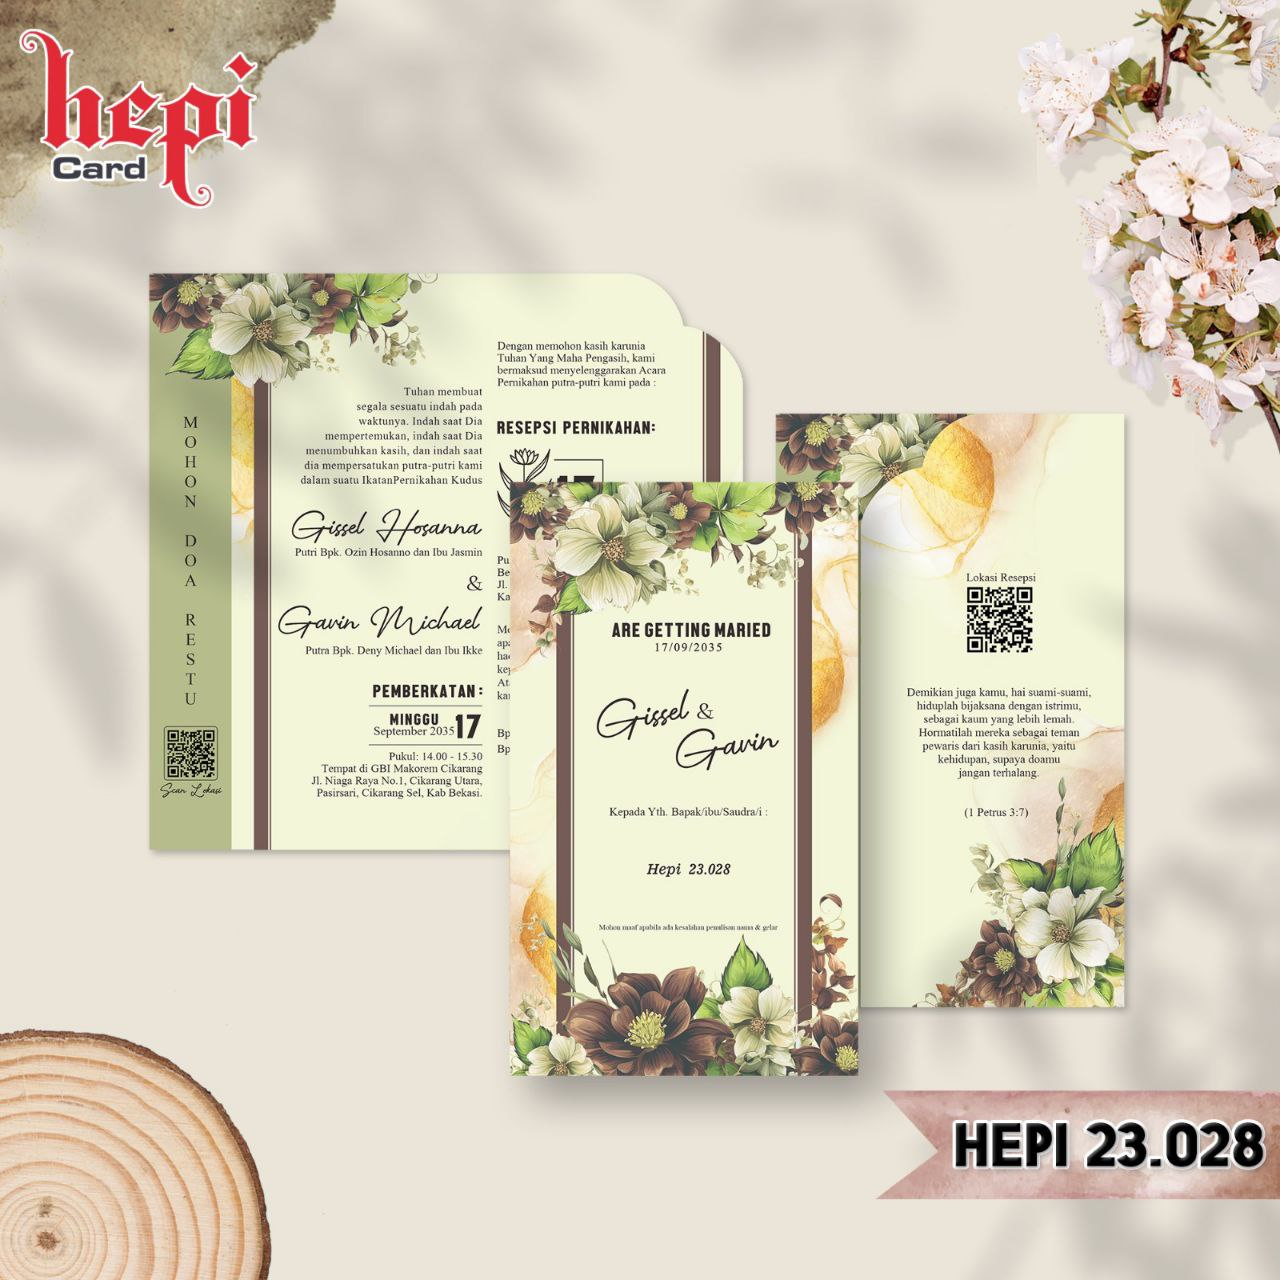 hepi
Card
MOHON DOA RESTU
Scan Lokasi
Tuhan membuat
segala sesuatu indah pada
waktunya. Indah saat Dia
mempertemukan, indah saat Dia
menumbuhkan kasih, dan indah saat
dia mempersatukan putra-putri kami
dalam suatu IkatanPernikahan Kudus
Gissel Hosanna
Putri Bpk. Ozin Hosanno dan Ibu Jasmin
&
Gavin Michael
Putra Bpk. Deny Michael dan Ibu Ikke
PEMBERKATAN:
MINGGU
September 2035 17
Pukul: 14.00 - 15.30
Tempat di GBI Makorem Cikarang
Jl. Niaga Raya No.1, Cikarang Utara,
Pasirsari, Cikarang Sel, Kab Bekasi.
Dengan memohon kasih karunia
Tuhan Yang Maha Pengasih, kami
bermaksud menyelenggarakan Acara
Pernikahan putra-putri kami pada :
RESEPSI PERNIKAHAN:
17
ARE GETTING MARIED
17/09/2035
Gissel &
Gavin
Kepada Yth. Bapak/ibu/Saudra/i :
Hepi 23.028
Mohon maaf apabila ada kesalahan penulisan nama & gelar
Lokasi Resepsi
Demikian juga kamu, hai suami-suami,
hiduplah bijaksana dengan istrimu,
sebagai kaum yang lebih lemah.
Hormatilah mereka sebagai teman
pewaris dari kasih karunia, yaitu
kehidupan, supaya doamu
jangan terhalang.
(1 Petrus 3:7)
HEPI 23.028